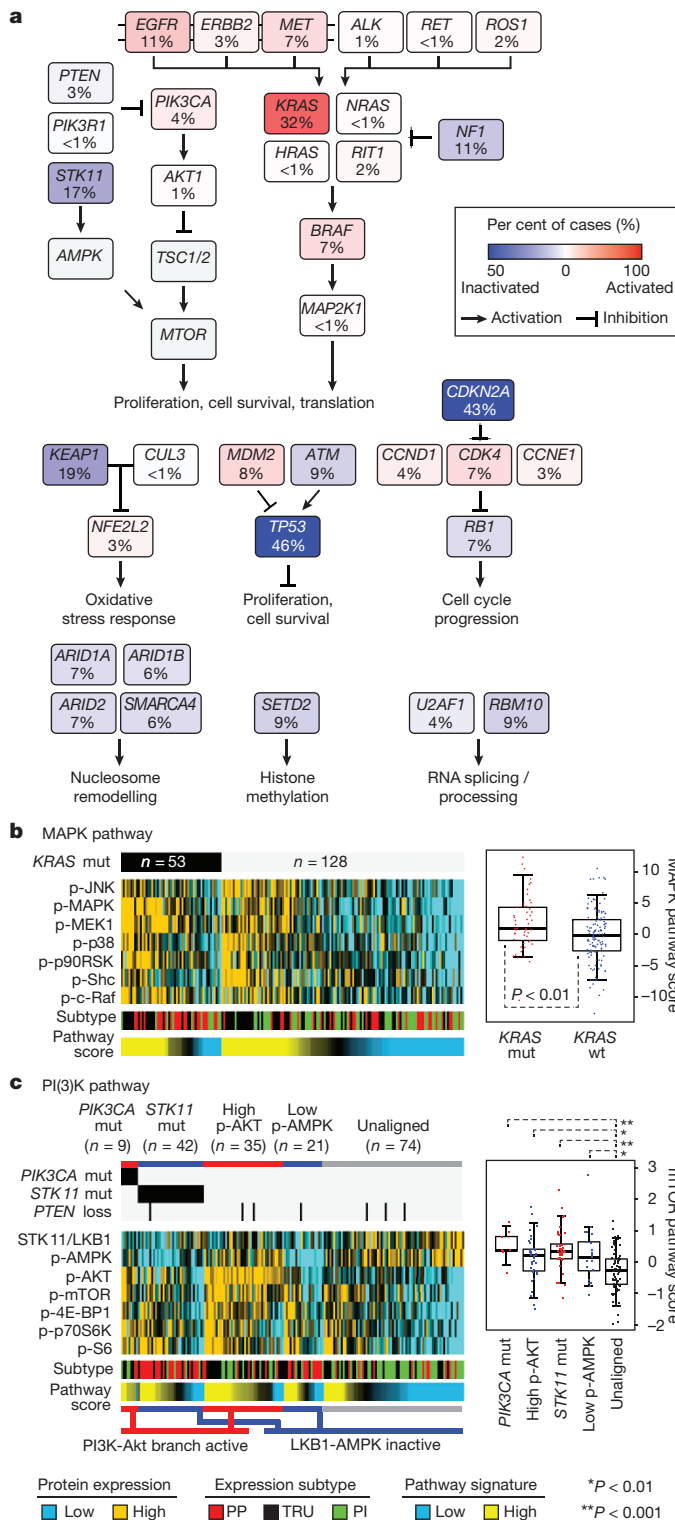 a
EGFR 11%
ERBB2 3%
MET 7%
ALK 1%
RET <1%
ROS1 2%
PTEN 3%
PIK3R1 <1%
STK11 17%
AMPK
PIK3CA 4%
AKT1 1%
TSC1/2
MTOR
KRAS 32%
NRAS <1%
HRAS <1%
RIT1 2%
NF1 11%
BRAF 7%
MAP2K1 <1%
Per cent of cases (%)
50 0 100
Inactivated Activated
Activation Inhibition
Proliferation, cell survival, translation
KEAP1 19%
CUL3 <1%
NFE2L2 3%
Oxidative
stress response
MDM2 8%
ATM 9%
TP53 46%
Proliferation,
cell survival
CDKN2A 43%
CCND1 4%
CDK4 7%
CCNE1 3%
RB1 7%
Cell cycle
progression
ARID1A 7%
ARID1B 6%
ARID2 7%
SMARCA4 6%
Nucleosome
remodelling
SETD2 9%
Histone
methylation
U2AF1 4%
RBM10 9%
RNA splicing /
processing
b MAPK pathway
KRAS mut n = 53 n = 128
p-JNK
p-MAPK
p-MEK1
p-p38
p-p90RSK
p-Shc
p-c-Raf
Subtype
Pathway
score
10
5
0
−5
−10
MAPK pathway score
P < 0.01
KRAS
mut
KRAS
wt
c PI(3)K pathway
PIK3CA
mut
(n = 9)
STK11
mut
(n = 42)
High
p-AKT
(n = 35)
Low
p-AMPK
(n = 21)
Unaligned
(n = 74)
PIK3CA mut
STK11 mut
PTEN loss
STK11/LKB1
p-AMPK
p-AKT
p-mTOR
p-4E-BP1
p-p70S6K
p-S6
Subtype
Pathway
score
PI3K-Akt branch active
LKB1-AMPK inactive
**
*
**
*
3
2
1
0
−1
−2
mTOR pathway score
PIK3CA mut
High p-AKT
STK11 mut
Low p-AMPK
Unaligned
Protein expression
Low High
Expression subtype
PP TRU PI
Pathway signature
Low High
*P < 0.01
**P < 0.001